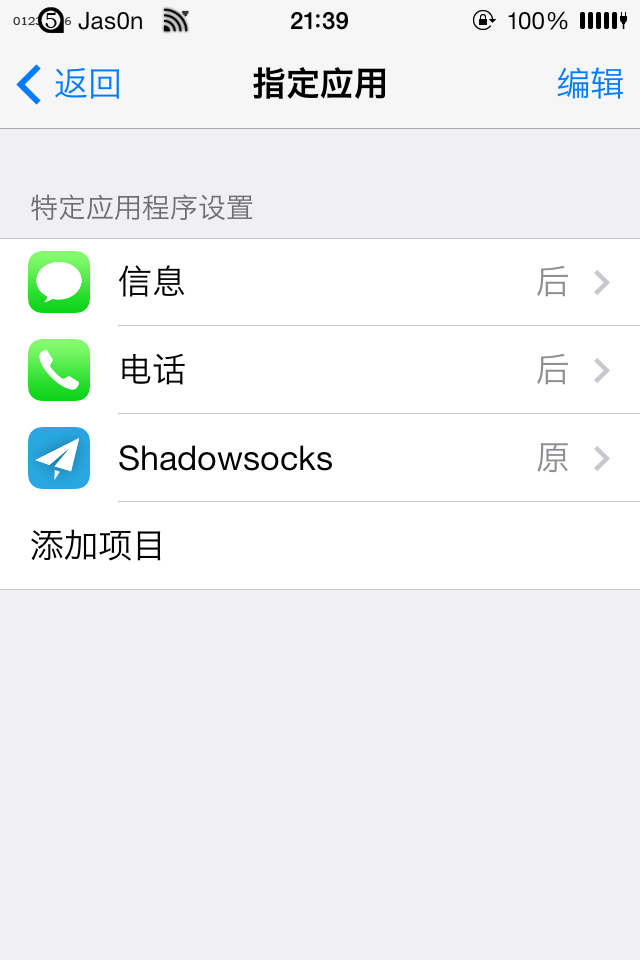 Jas0n 21:39 100%
返回 指定应用 编辑
特定应用程序设置
信息 后
电话 后
Shadowsocks 原
添加项目